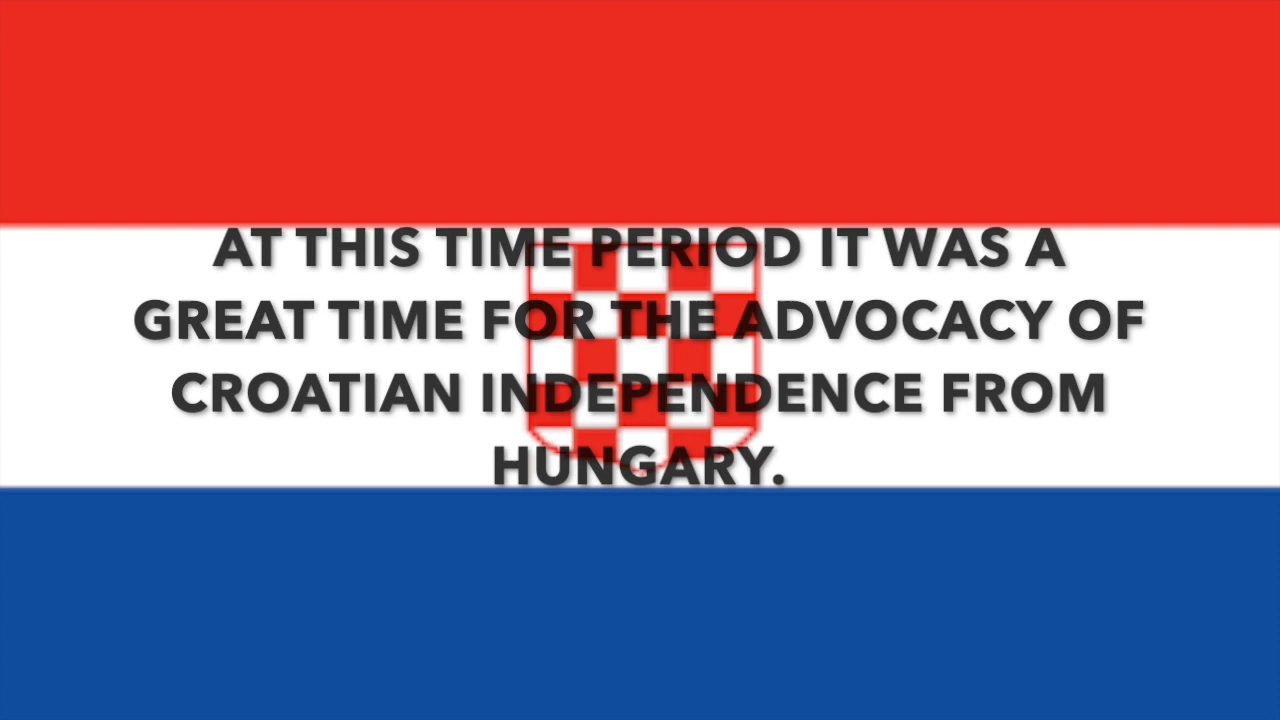 AT THIS TIME PERIOD IT WAS A
GREAT TIME FOR THE ADVOCACY OF
CROATIAN INDEPENDENCE FROM
HUNGARY.